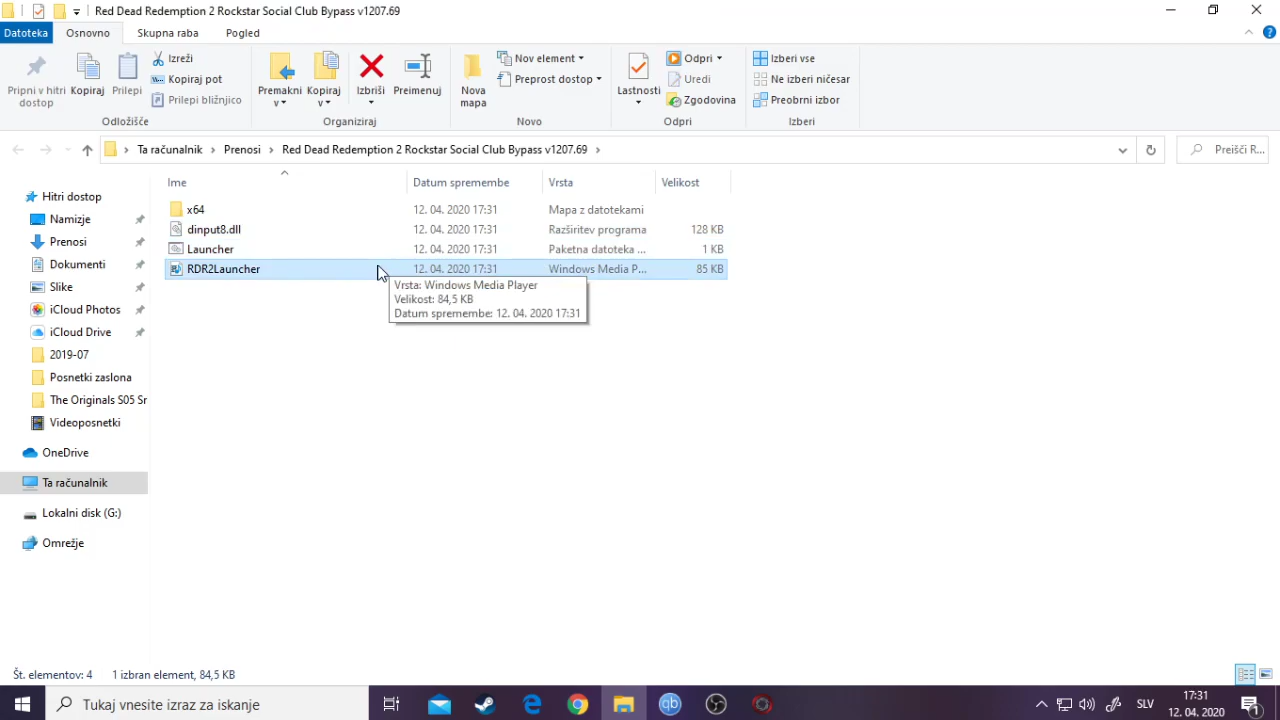 Red Dead Redemption 2 Rockstar Social Club Bypass v1207.69
Datoteka Osnovno Skupna raba Pogled
Pripni v hitri dostop
Kopiraj
Prilepi
Izreži
Kopiraj pot
Prilepi bližnjico
Odložišče
Premakni v
Kopiraj v
Izbriši
Preimenuj
Organiziraj
Nova mapa
Nov element
Preprost dostop
Novo
Lastnosti
Odpri
Uredi
Zgodovina
Odpri
Izberi vse
Ne izberi ničesar
Preobrni izbor
Izberi
Ta računalnik > Prenosi > Red Dead Redemption 2 Rockstar Social Club Bypass v1207.69 >
Preišči R...
Ime Datum spremembe Vrsta Velikost
x64 12. 04. 2020 17:31 Mapa z datotekami
dinput8.dll 12. 04. 2020 17:31 Razširitev programa 128 KB
Launcher 12. 04. 2020 17:31 Paketna datoteka ... 1 KB
RDR2Launcher 12. 04. 2020 17:31 Windows Media P... 85 KB
Vrsta: Windows Media Player
Velikost: 84,5 KB
Datum spremembe: 12. 04. 2020 17:31
Hitri dostop
Namizje
Prenosi
Dokumenti
Slike
iCloud Photos
iCloud Drive
2019-07
Posnetki zaslona
The Originals S05 Sr
Videoposnetki
OneDrive
Ta računalnik
Lokalni disk (G:)
Omrežje
Št. elementov: 4 1 izbran element, 84,5 KB
Tukaj vnesite izraz za iskanje
qb
SLV
17:31
12. 04. 2020
1